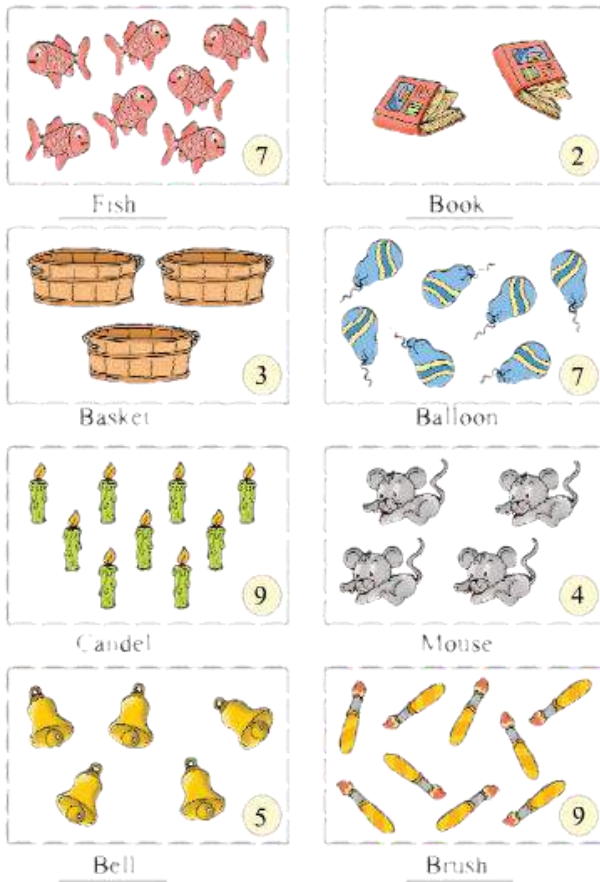 7 2
Fish Book
3 7
Basket Balloon
9 4
Candel Mouse
5 9
Bell Brush